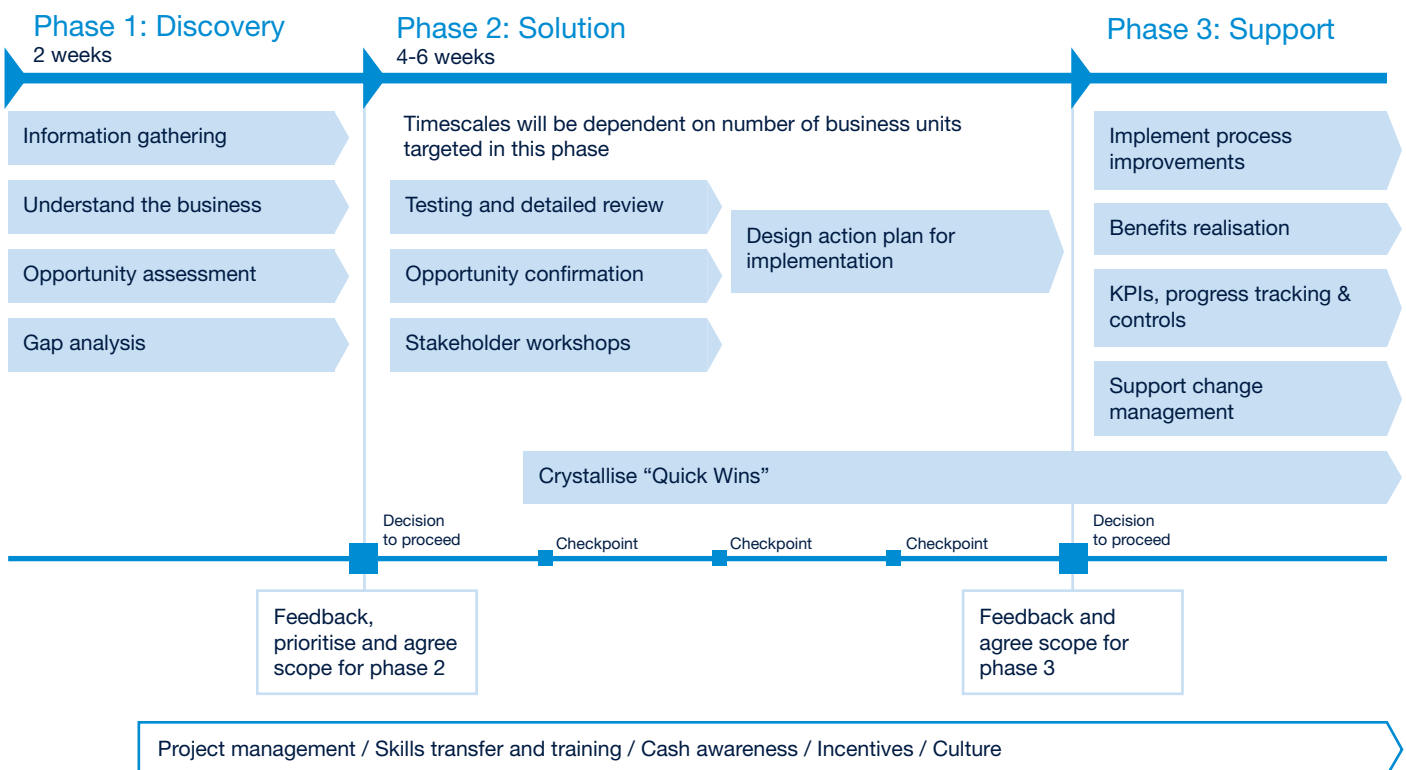 Phase 1: Discovery
2 weeks
Phase 2: Solution
4-6 weeks
Phase 3: Support
Information gathering
Understand the business
Opportunity assessment
Gap analysis
Timescales will be dependent on number of business units
targeted in this phase
Testing and detailed review
Opportunity confirmation
Stakeholder workshops
Design action plan for
implementation
Implement process
improvements
Benefits realisation
KPIs, progress tracking &
controls
Support change
management
Crystallise “Quick Wins”
Decision
to proceed
Checkpoint
Checkpoint
Checkpoint
Decision
to proceed
Feedback,
prioritise and agree
scope for phase 2
Feedback and
agree scope for
phase 3
Project management / Skills transfer and training / Cash awareness / Incentives / Culture